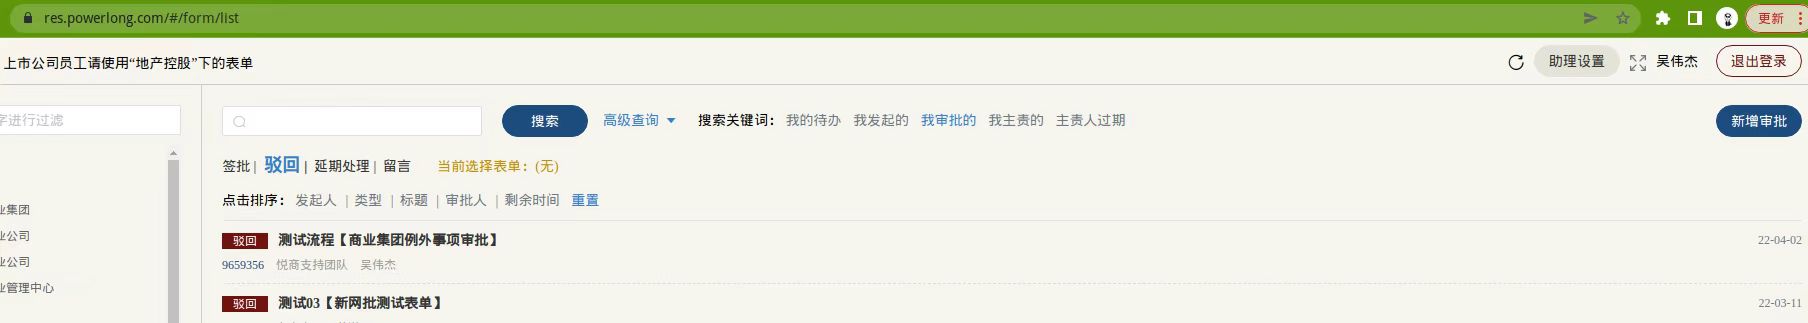 res.powerlong.com/#/form/list 更新
上市公司员工请使用“地产控股”下的表单 助理设置 吴伟杰 退出登录
字进行过滤 搜索 高级查询 搜索关键词： 我的待办 我发起的 我审批的 我主责的 主责人过期 新增审批
签批| 驳回 | 延期处理| 留言 当前选择表单：(无)
点击排序： 发起人 | 类型 | 标题 | 审批人 | 剩余时间 重置
业集团
业公司
业公司
业管理中心
驳回 测试流程【商业集团例外事项审批】 22-04-02
9659356 悦商支持团队 吴伟杰
驳回 测试03【新网批测试表单】 22-03-11